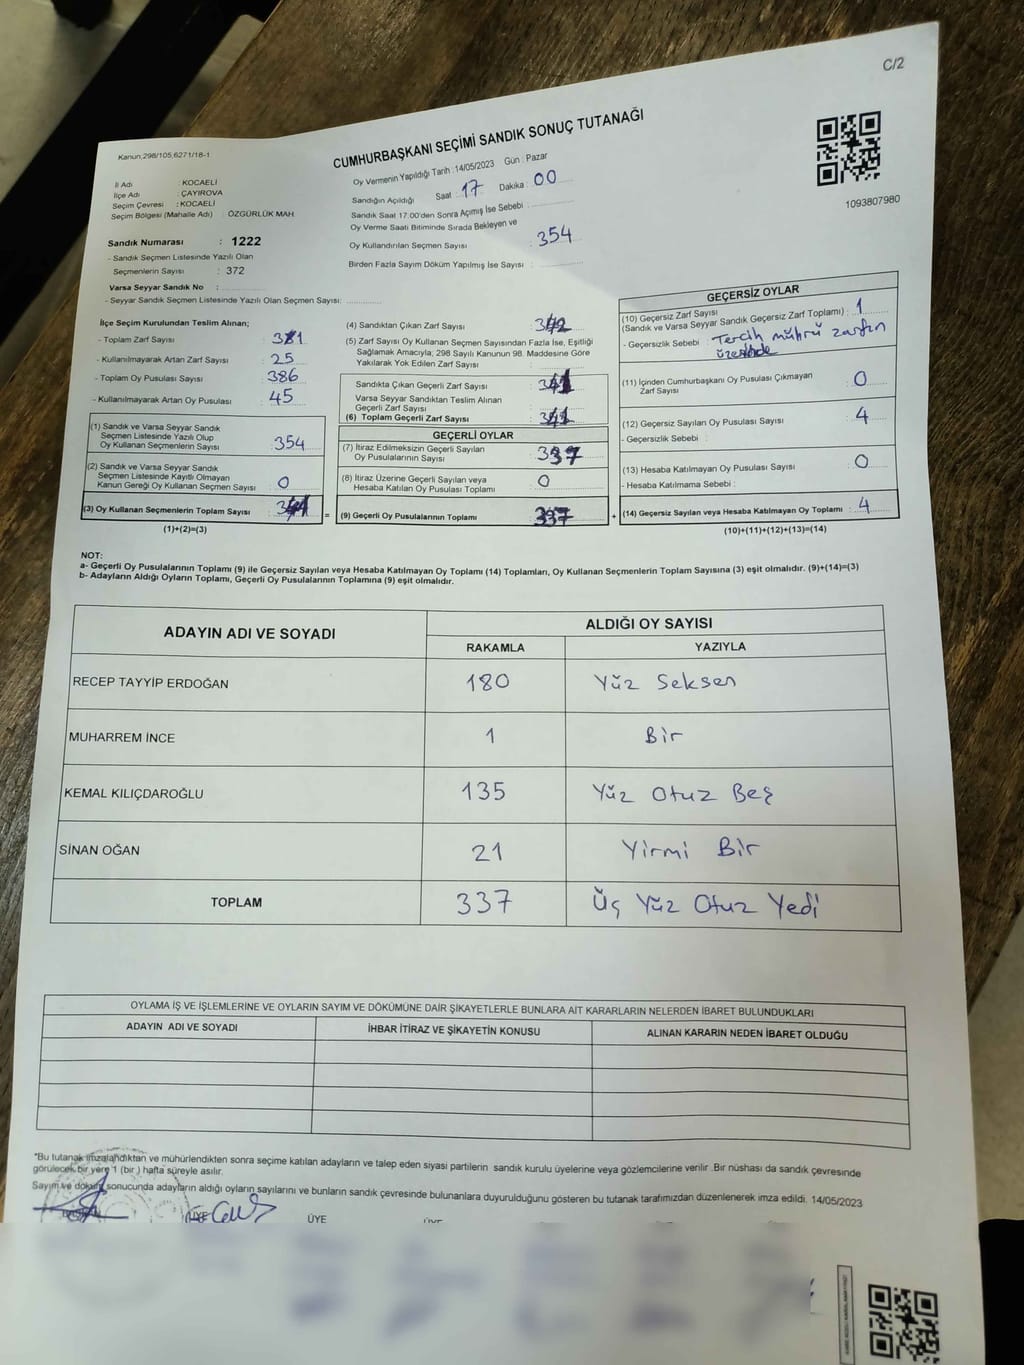 C/2
Kanun,298/105,6271/18-1
CUMHURBAŞKANI SEÇİMİ SANDIK SONUÇ TUTANAĞI
1093807980
İl Adı : KOCAELİ
İlçe Adı : ÇAYIROVA
Seçim Çevresi : KOCAELİ
Seçim Bölgesi (Mahalle Adı) : ÖZGÜRLÜK MAH
Sandık Numarası : 1222
- Sandık Seçmen Listesinde Yazılı Olan
Seçmenlerin Sayısı : 372
Varsa Seyyar Sandık No :
- Seyyar Sandık Seçmen Listesinde Yazılı Olan Seçmen Sayısı:
Oy Vermenin Yapıldığı Tarih :14/05/2023 Gün : Pazar
Sandığın Açıldığı Saat : 17 Dakika : 00
Sandık Saat 17.00'den Sonra Açımış İse Sebebi :
Oy Verme Saati Bitiminde Sırada Bekleyen ve
Oy Kullandırılan Seçmen Sayısı : 354
Birden Fazla Sayım Döküm Yapılmış İse Sayısı :
İlçe Seçim Kurulundan Teslim Alınan;
- Toplam Zarf Sayısı :
- Kullanılmayarak Artan Zarf Sayısı : 25
- Toplam Oy Pusulası Sayısı : 386
- Kullanılmayarak Artan Oy Pusulası : 45
(1) Sandık ve Varsa Seyyar Sandık
Seçmen Listesinde Yazılı Olup
Oy Kullanan Seçmenlerin Sayısı : 354
(2) Sandık ve Varsa Seyyar Sandık
Seçmen Listesinde Kayıtlı Olmayan
Kanun Gereği Oy Kullanan Seçmen Sayısı : 0
(3) Oy Kullanan Seçmenlerin Toplam Sayısı :
(1)+(2)=(3)
(4) Sandıktan Çıkan Zarf Sayısı : 342
(5) Zarf Sayısı Oy Kullanan Seçmen Sayısından Fazla İse, Eşitliği
Sağlamak Amacıyla; 298 Sayılı Kanunun 98. Maddesine Göre
Yakılarak Yok Edilen Zarf Sayısı :
Sandıkta Çıkan Geçerli Zarf Sayısı : 341
Varsa Seyyar Sandıktan Teslim Alınan
Geçerli Zarf Sayısı :
(6) Toplam Geçerli Zarf Sayısı : 341
GEÇERLİ OYLAR
(7) İtiraz Edilmeksizin Geçerli Sayılan
Oy Pusulalarının Sayısı : 337
(8) İtiraz Üzerine Geçerli Sayılan veya
Hesaba Katılan Oy Pusulası Toplamı : 0
= (9) Geçerli Oy Pusulalarının Toplamı : 337 +
GEÇERSİZ OYLAR
(10) Geçersiz Zarf Sayısı
(Sandık ve Varsa Seyyar Sandık Geçersiz Zarf Toplamı) : 1
- Geçersizlik Sebebi : Tercih mührü zarfın
üzerinde
(11) İçinden Cumhurbaşkanı Oy Pusulası Çıkmayan
Zarf Sayısı : 0
(12) Geçersiz Sayılan Oy Pusulası Sayısı : 4
- Geçersizlik Sebebi :
(13) Hesaba Katılmayan Oy Pusulası Sayısı : 0
- Hesaba Katılmama Sebebi :
(14) Geçersiz Sayılan veya Hesaba Katılmayan Oy Toplamı : 4
(10)+(11)+(12)+(13)=(14)
NOT:
a- Geçerli Oy Pusulalarının Toplamı (9) ile Geçersiz Sayılan veya Hesaba Katılmayan Oy Toplamı (14) Toplamları, Oy Kullanan Seçmenlerin Toplam Sayısına (3) eşit olmalıdır. (9)+(14)=(3)
b- Adayların Aldığı Oyların Toplamı, Geçerli Oy Pusulalarının Toplamına (9) eşit olmalıdır.
ADAYIN ADI VE SOYADI ALDIĞI OY SAYISI
RAKAMLA YAZIYLA
RECEP TAYYİP ERDOĞAN 180 Yüz Seksen
MUHARREM İNCE 1 Bir
KEMAL KILIÇDAROĞLU 135 Yüz Otuz Beş
SİNAN OĞAN 21 Yirmi Bir
TOPLAM 337 Üç Yüz Otuz Yedi
OYLAMA İŞ VE İŞLEMLERİNE VE OYLARIN SAYIM VE DÖKÜMÜNE DAİR ŞİKAYETLERLE BUNLARA AİT KARARLARIN NELERDEN İBARET BULUNDUKLARI
ADAYIN ADI VE SOYADI İHBAR İTİRAZ VE ŞİKAYETİN KONUSU ALINAN KARARIN NEDEN İBARET OLDUĞU
"Bu tutanak imzalandıktan ve mühürlendikten sonra seçime katılan adayların ve talep eden siyasi partilerin sandık kurulu üyelerine veya gözlemcilerine verilir .Bir nüshası da sandık çevresinde
görülecek bir yere 1 (bir ) hafta süreyle asılır.
Sayım ve döküm sonucunda adayların aldığı oyların sayılarını ve bunların sandık çevresinde bulunanlara duyurulduğunu gösteren bu tutanak tarafımızdan düzenlenerek imza edildi. 14/05/2023
ÜYE ÜYE